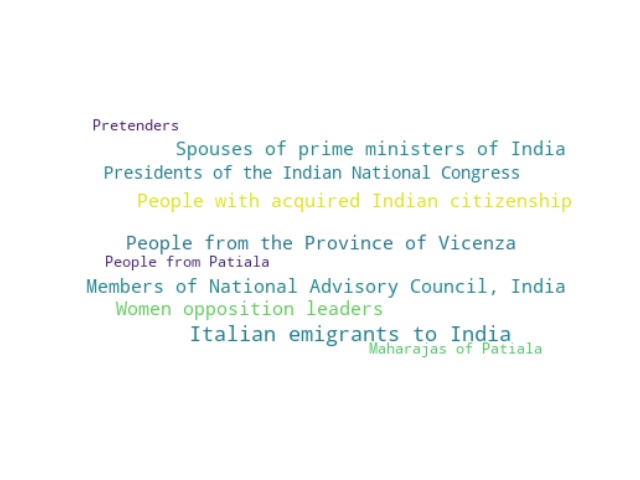 Pretenders
Spouses of prime ministers of India
Presidents of the Indian National Congress
People with acquired Indian citizenship
People from the Province of Vicenza
People from Patiala
Members of National Advisory Council, India
Women opposition leaders
Italian emigrants to India
Maharajas of Patiala